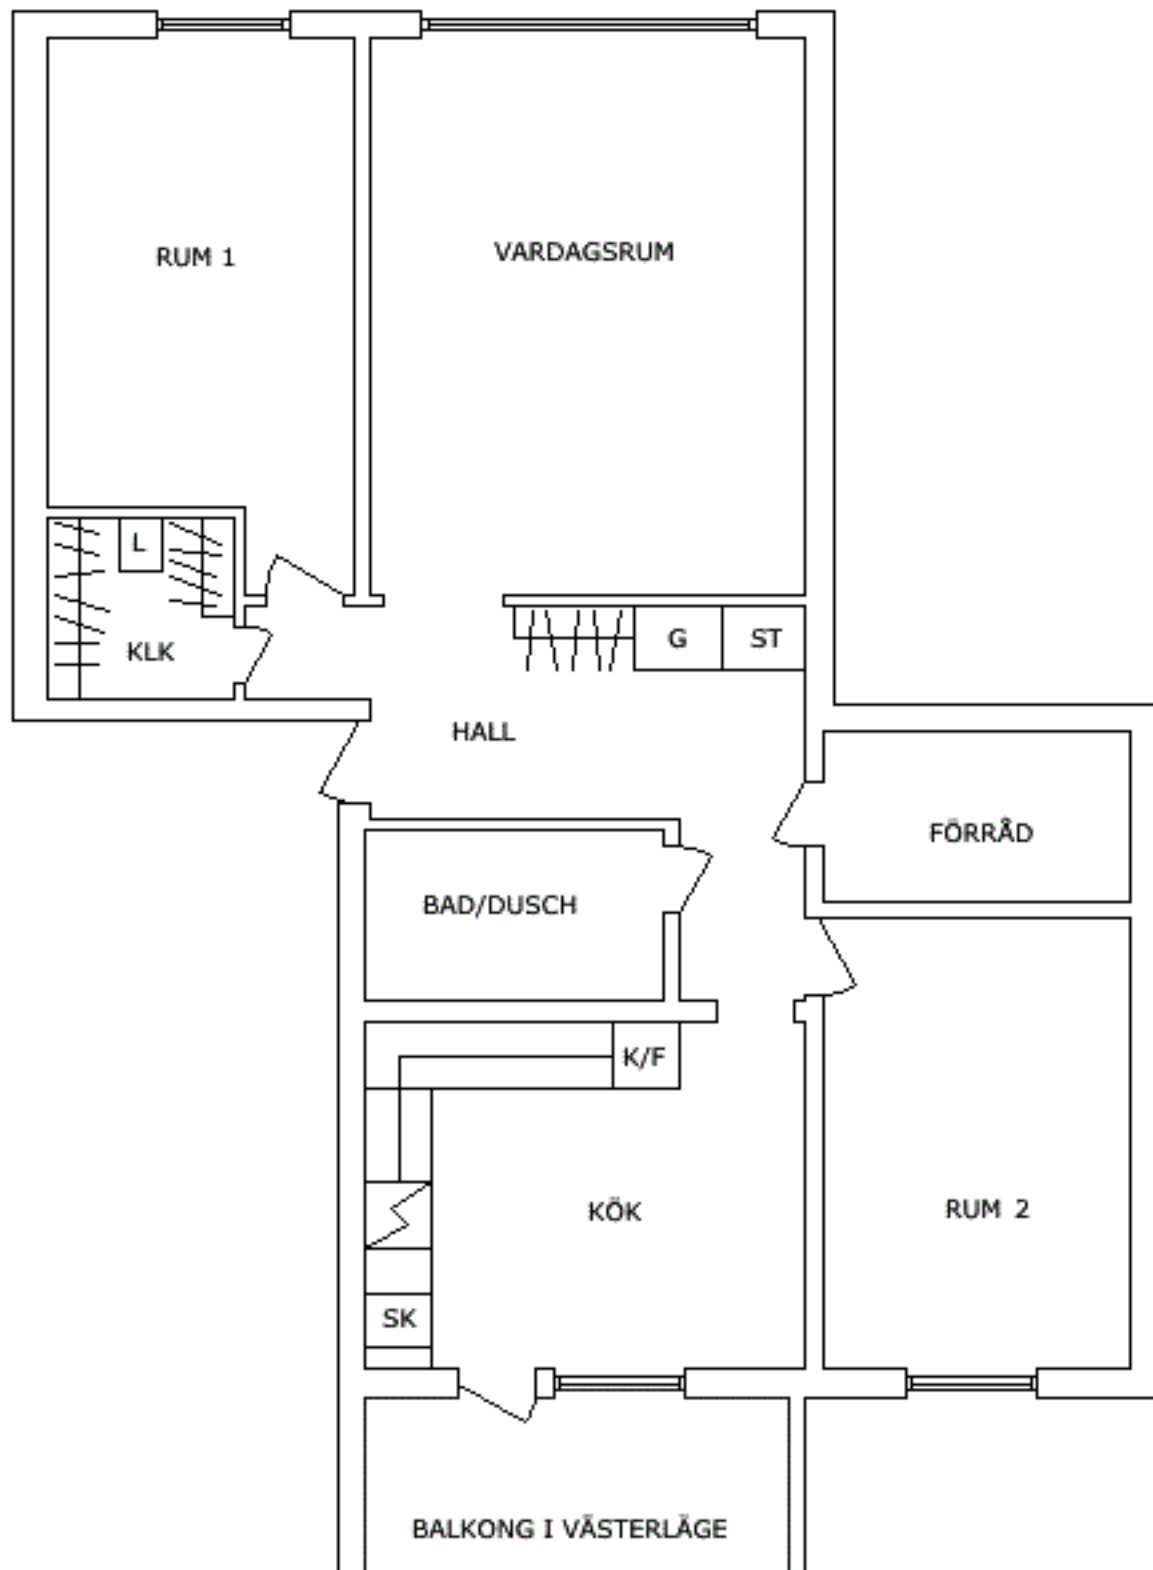 RUM 1
VARDAGSRUM
L
KLK
G
ST
HALL
FÖRRÅD
BAD/DUSCH
K/F
KÖK
RUM 2
SK
BALKONG I VÄSTERLÄGE